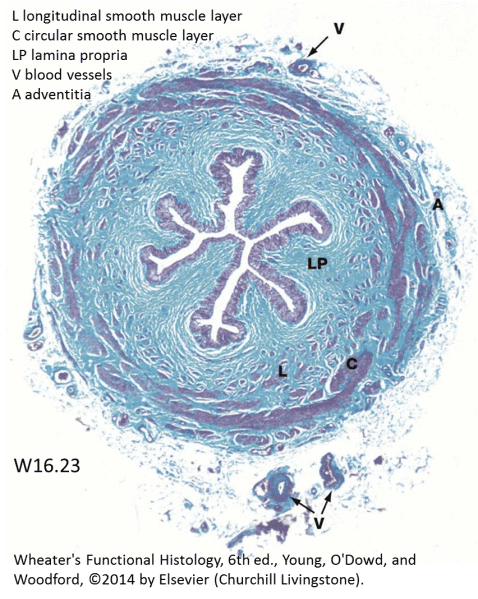 L longitudinal smooth muscle layer
C circular smooth muscle layer
LP lamina propria
V blood vessels
A adventitia
V
A
LP
L
C
W16.23
V
Wheater's Functional Histology, 6th ed., Young, O'Dowd, and
Woodford, ©2014 by Elsevier (Churchill Livingstone).